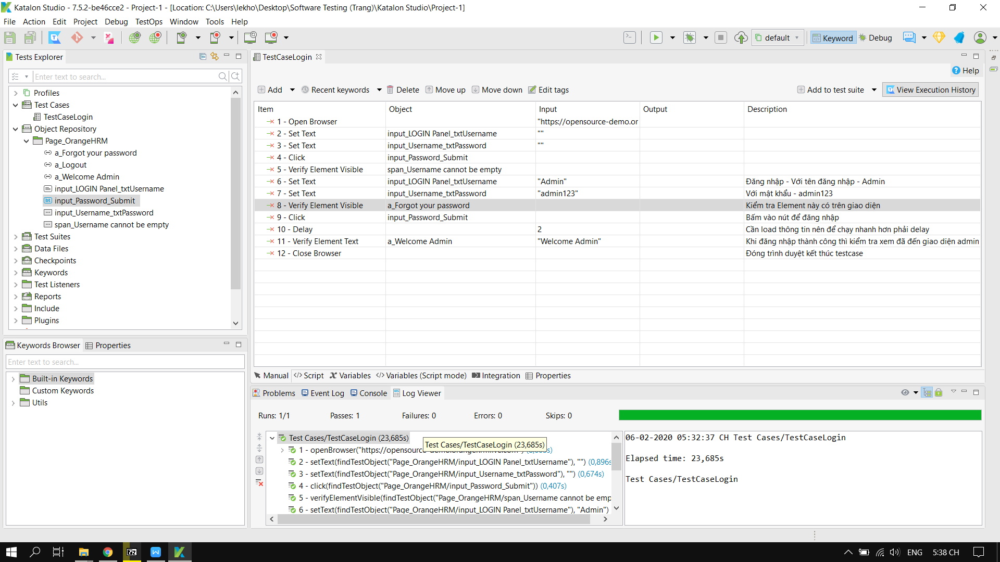 Katalon Studio - 7.5.2-be46cce2 - Project-1 - [Location: C:\Users\lekho\Desktop\Software Testing (Trang)\Katalon Studio\Project-1]
File Action Edit Project Debug TestOps Window Tools Help
default Keyword Debug
Tests Explorer
Enter text to search...
Profiles
Test Cases
TestCaseLogin
Object Repository
Page_OrangeHRM
a_Forgot your password
a_Logout
a_Welcome Admin
input_LOGIN Panel_txtUsername
bt input_Password_Submit
input_Username_txtPassword
span_Username cannot be empty
Test Suites
Data Files
Checkpoints
Keywords
Test Listeners
Reports
Include
Plugins
Keywords Browser Properties
Enter text to search...
Built-in Keywords
Custom Keywords
Utils
TestCaseLogin
Help
Add Recent keywords Delete Move up Move down Edit tags Add to test suite View Execution History
Item Object Input Output Description
1 - Open Browser "https://opensource-demo.or
2 - Set Text input_LOGIN Panel_txtUsername ""
3 - Set Text input_Username_txtPassword ""
4 - Click input_Password_Submit
5 - Verify Element Visible span_Username cannot be empty
6 - Set Text input_LOGIN Panel_txtUsername "Admin" Đăng nhập - Với tên đăng nhập - Admin
7 - Set Text input_Username_txtPassword "admin123" Với mật khẩu - admin123
8 - Verify Element Visible a_Forgot your password Kiểm tra Element này có trên giao diện
9 - Click input_Password_Submit Bấm vào nút để đăng nhập
10 - Delay 2 Cần load thông tin nên để chạy nhanh hơn phải delay
11 - Verify Element Text a_Welcome Admin "Welcome Admin" Khi đăng nhập thành công thì kiểm tra xem đã đến giao diện admin
12 - Close Browser Đóng trình duyệt kết thúc testcase
Manual Script Variables Variables (Script mode) Integration Properties
Problems Event Log Console Log Viewer
Runs: 1/1 Passes: 1 Failures: 0 Errors: 0 Skips: 0
Test Cases/TestCaseLogin (23,685s)
Test Cases/TestCaseLogin (23,685s)
1 - openBrowser("https://opensource
2 - setText(findTestObject("Page_OrangeHRM/input_LOGIN Panel_txtUsername"), "") (0,896s
3 - setText(findTestObject("Page_OrangeHRM/input_Username_txtPassword"), "") (0,674s)
4 - click(findTestObject("Page_OrangeHRM/input_Password_Submit")) (0,407s)
5 - verifyElementVisible(findTestObject("Page_OrangeHRM/span_Username cannot be emp
6 - setText(findTestObject("Page_OrangeHRM/input_LOGIN Panel_txtUsername"), "Admin")
06-02-2020 05:32:37 CH Test Cases/TestCaseLogin
Elapsed time: 23,685s
Test Cases/TestCaseLogin
ENG 5:38 CH